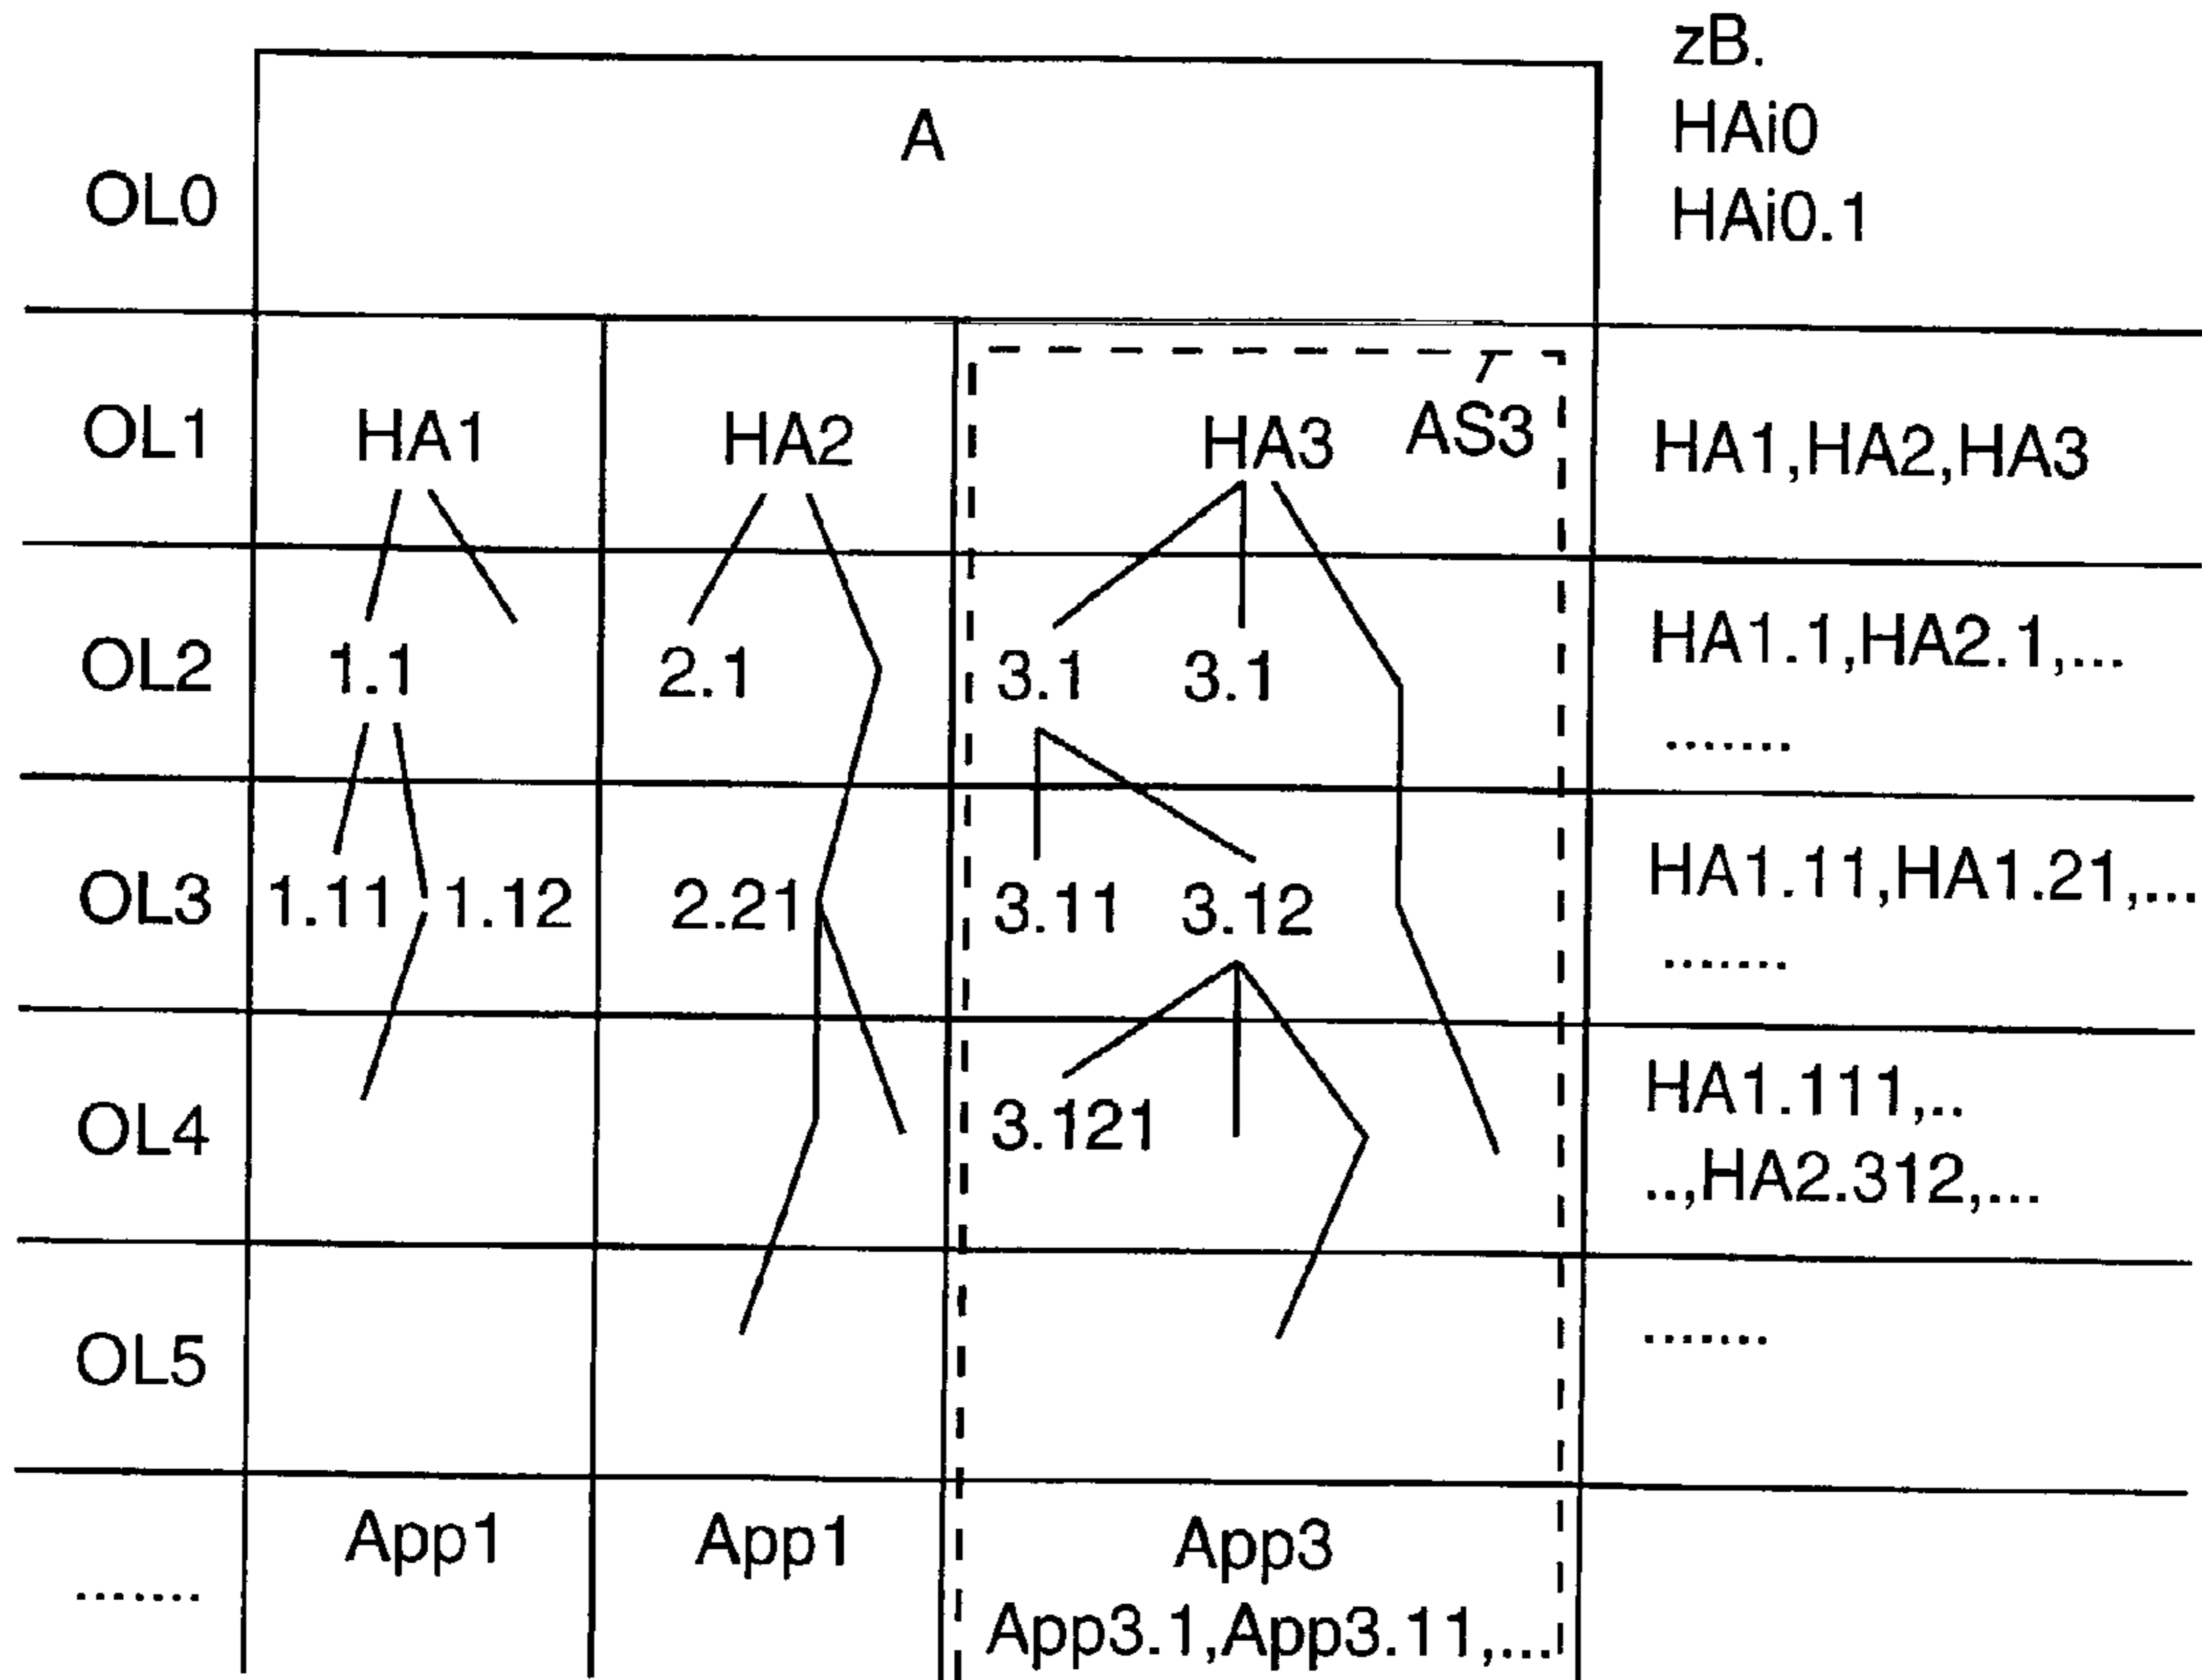 zB.
HAi0
HAi0.1
A
OL0
OL1 HA1 HA2 HA3 AS3 HA1,HA2,HA3
OL2 1.1 2.1 3.1 3.1 HA1.1,HA2.1,...
.......
OL3 1.11 1.12 2.21 3.11 3.12 HA1.11,HA1.21,...
.......
OL4 3.121 HA1.111,..
..,HA2.312,...
OL5 .......
....... App1 App1 App3
App3.1,App3.11,...